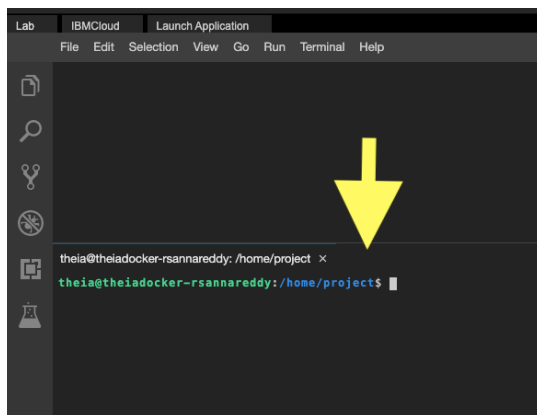 Lab IBMCloud Launch Application
File Edit Selection View Go Run Terminal Help
theia@theiadocker-rsannareddy: /home/project ×
theia@theiadocker-rsannareddy:/home/project$